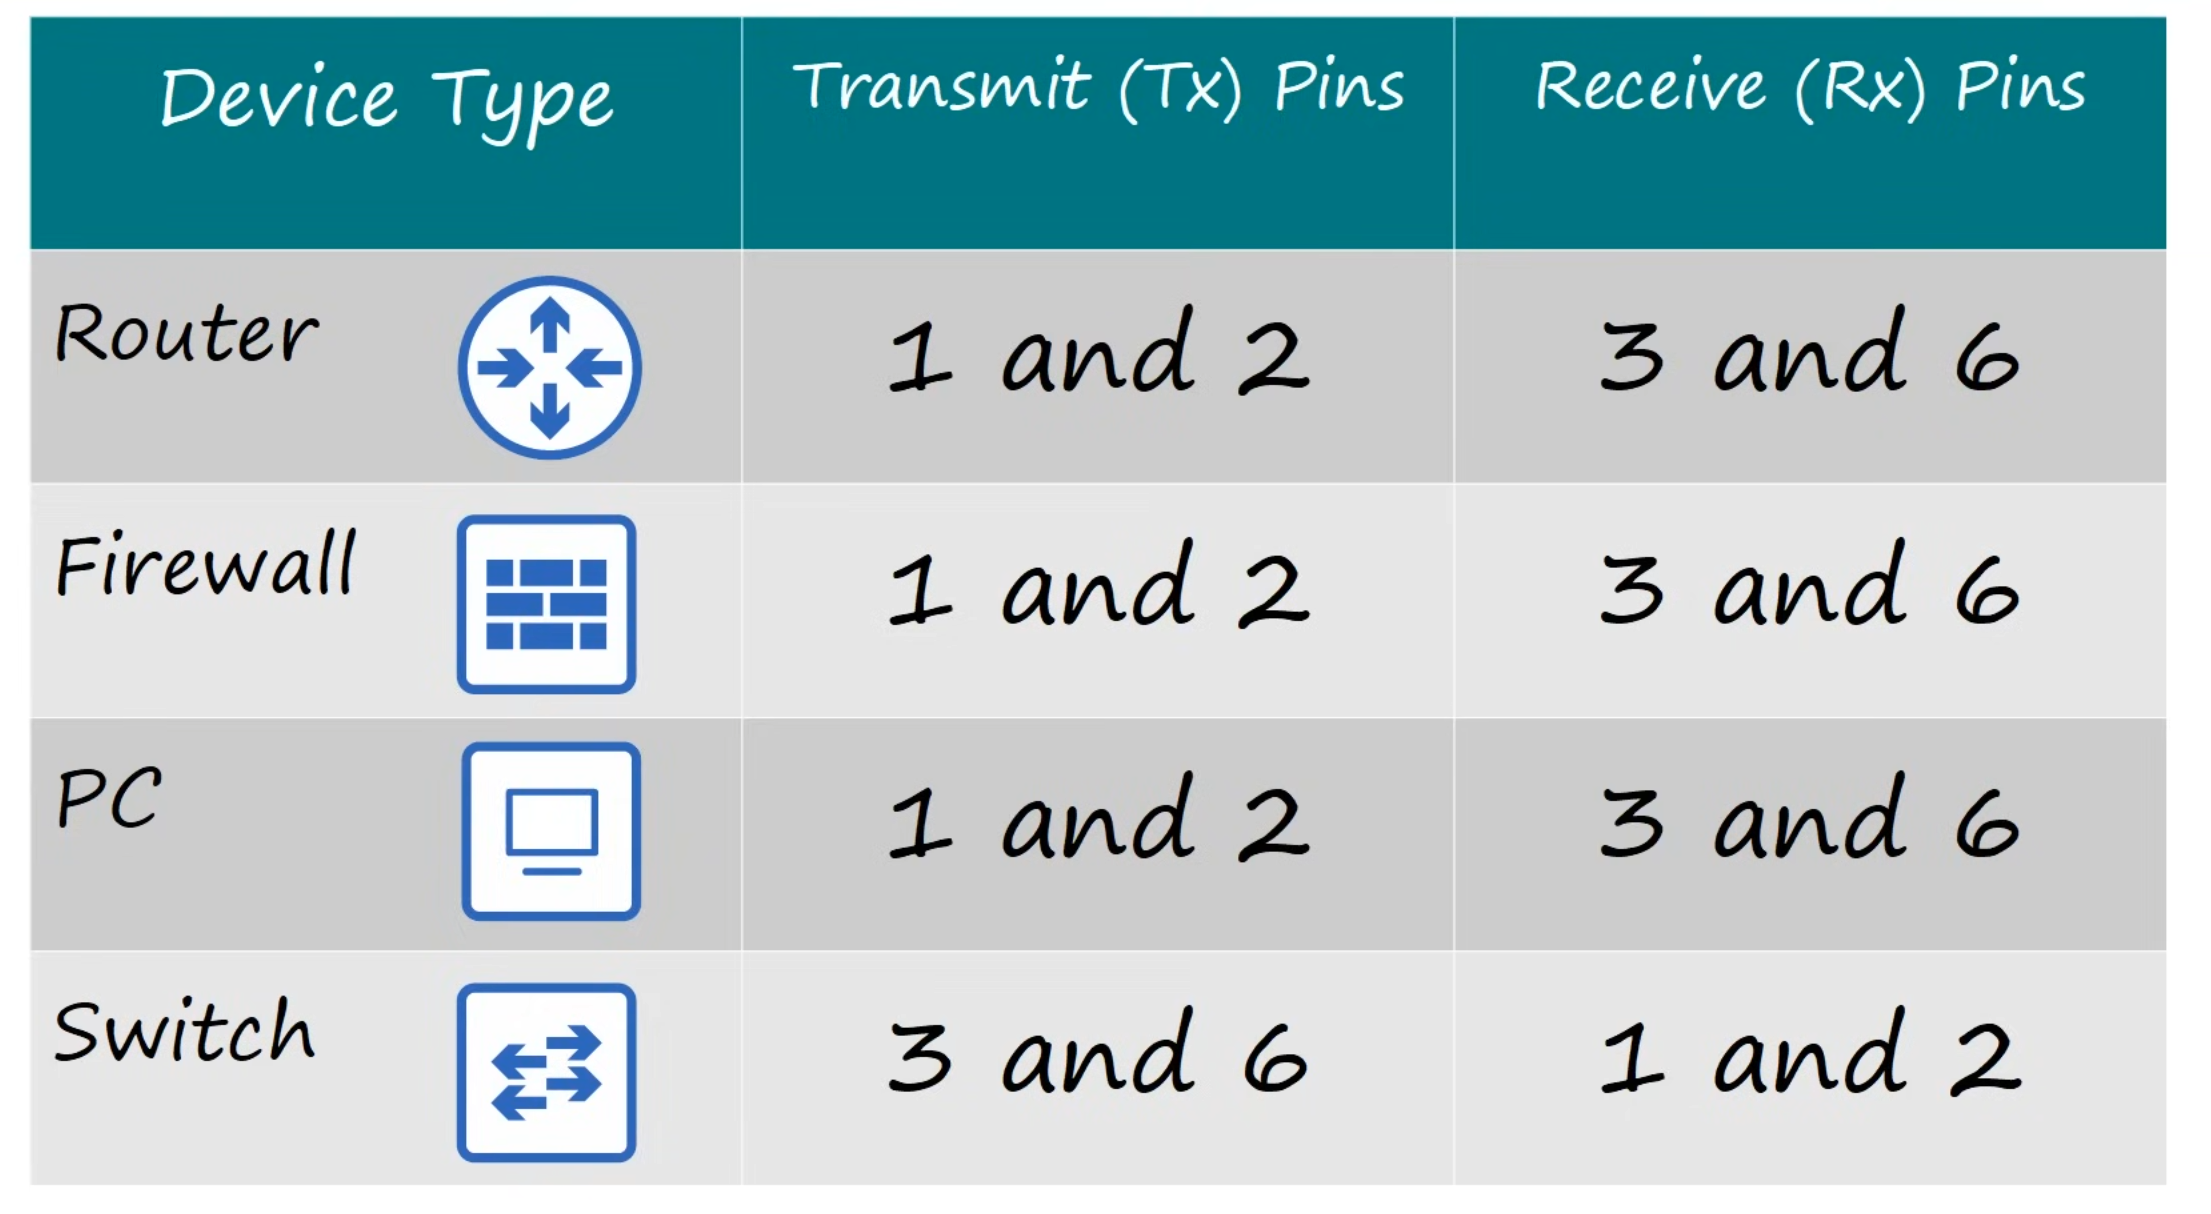 Device Type Transmit (Tx) Pins Receive (Rx) Pins
Router 1 and 2 3 and 6
Firewall 1 and 2 3 and 6
PC 1 and 2 3 and 6
Switch 3 and 6 1 and 2